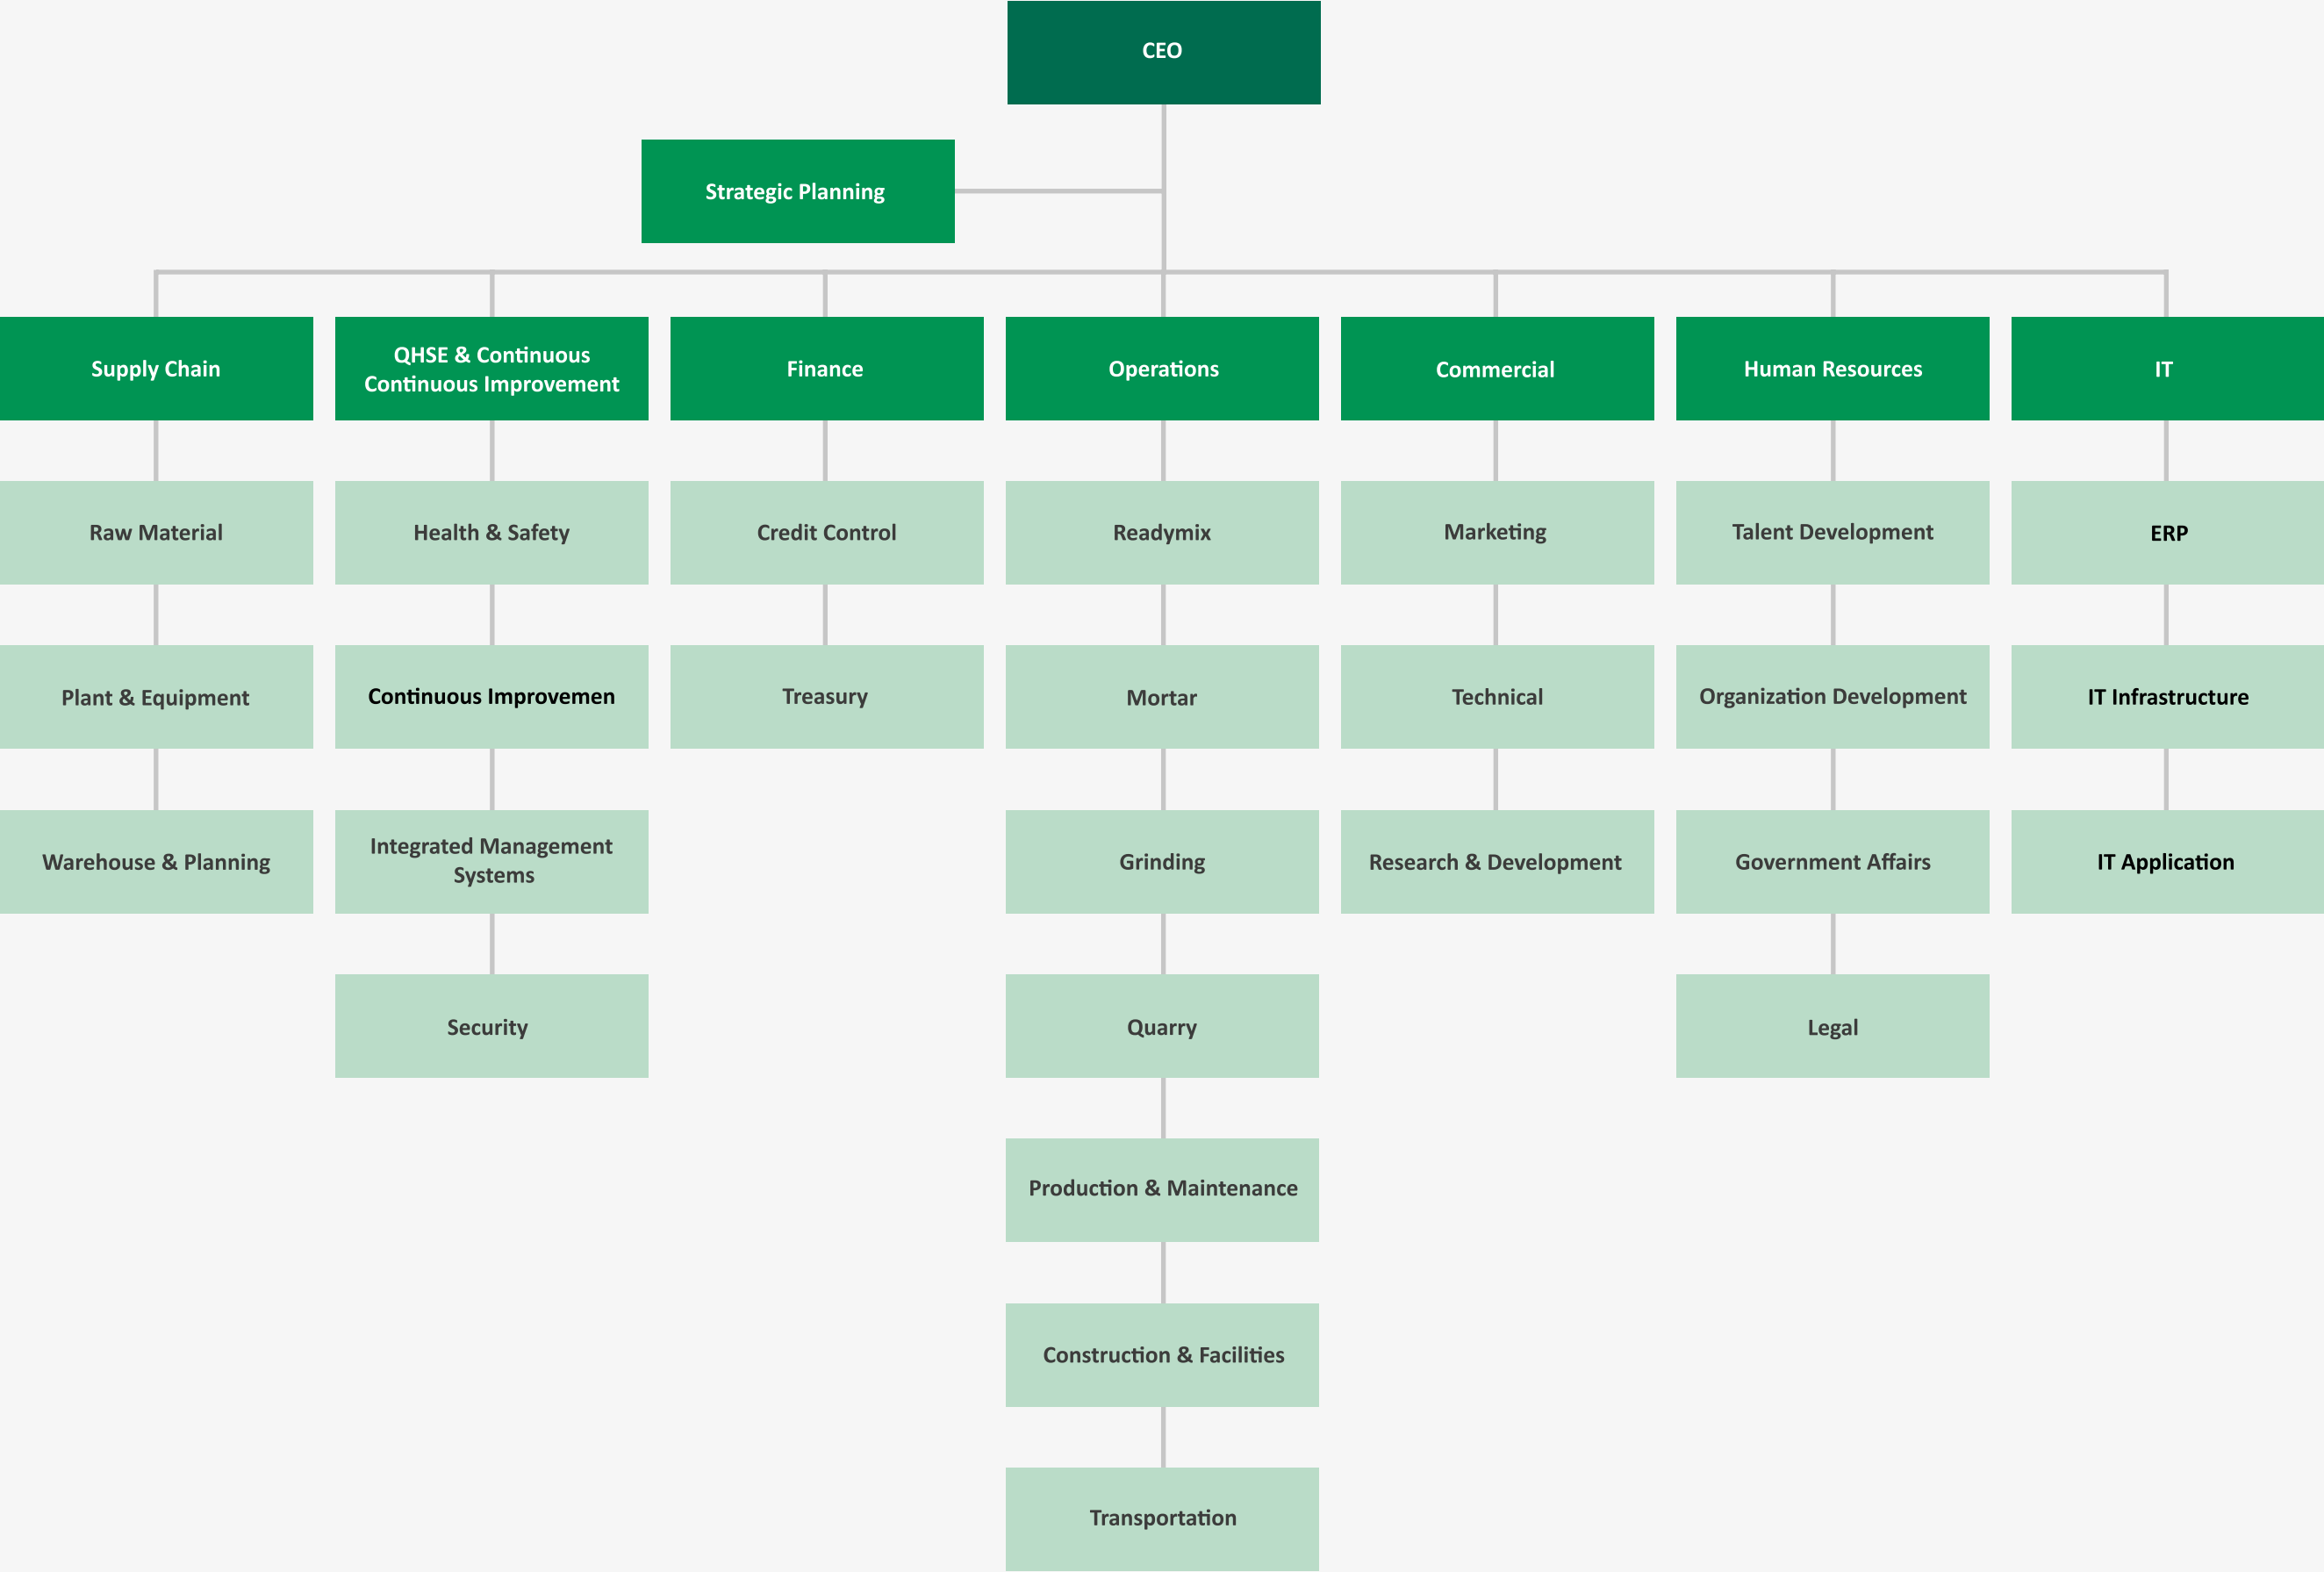 CEO
Strategic Planning
Supply Chain
QHSE & Continuous
Continuous Improvement
Finance
Operations
Commercial
Human Resources
IT
Raw Material
Health & Safety
Credit Control
Readymix
Marketing
Talent Development
ERP
Plant & Equipment
Continuous Improvemen
Treasury
Mortar
Technical
Organization Development
IT Infrastructure
Warehouse & Planning
Integrated Management
Systems
Grinding
Research & Development
Government Affairs
IT Application
Security
Quarry
Legal
Production & Maintenance
Construction & Facilities
Transportation